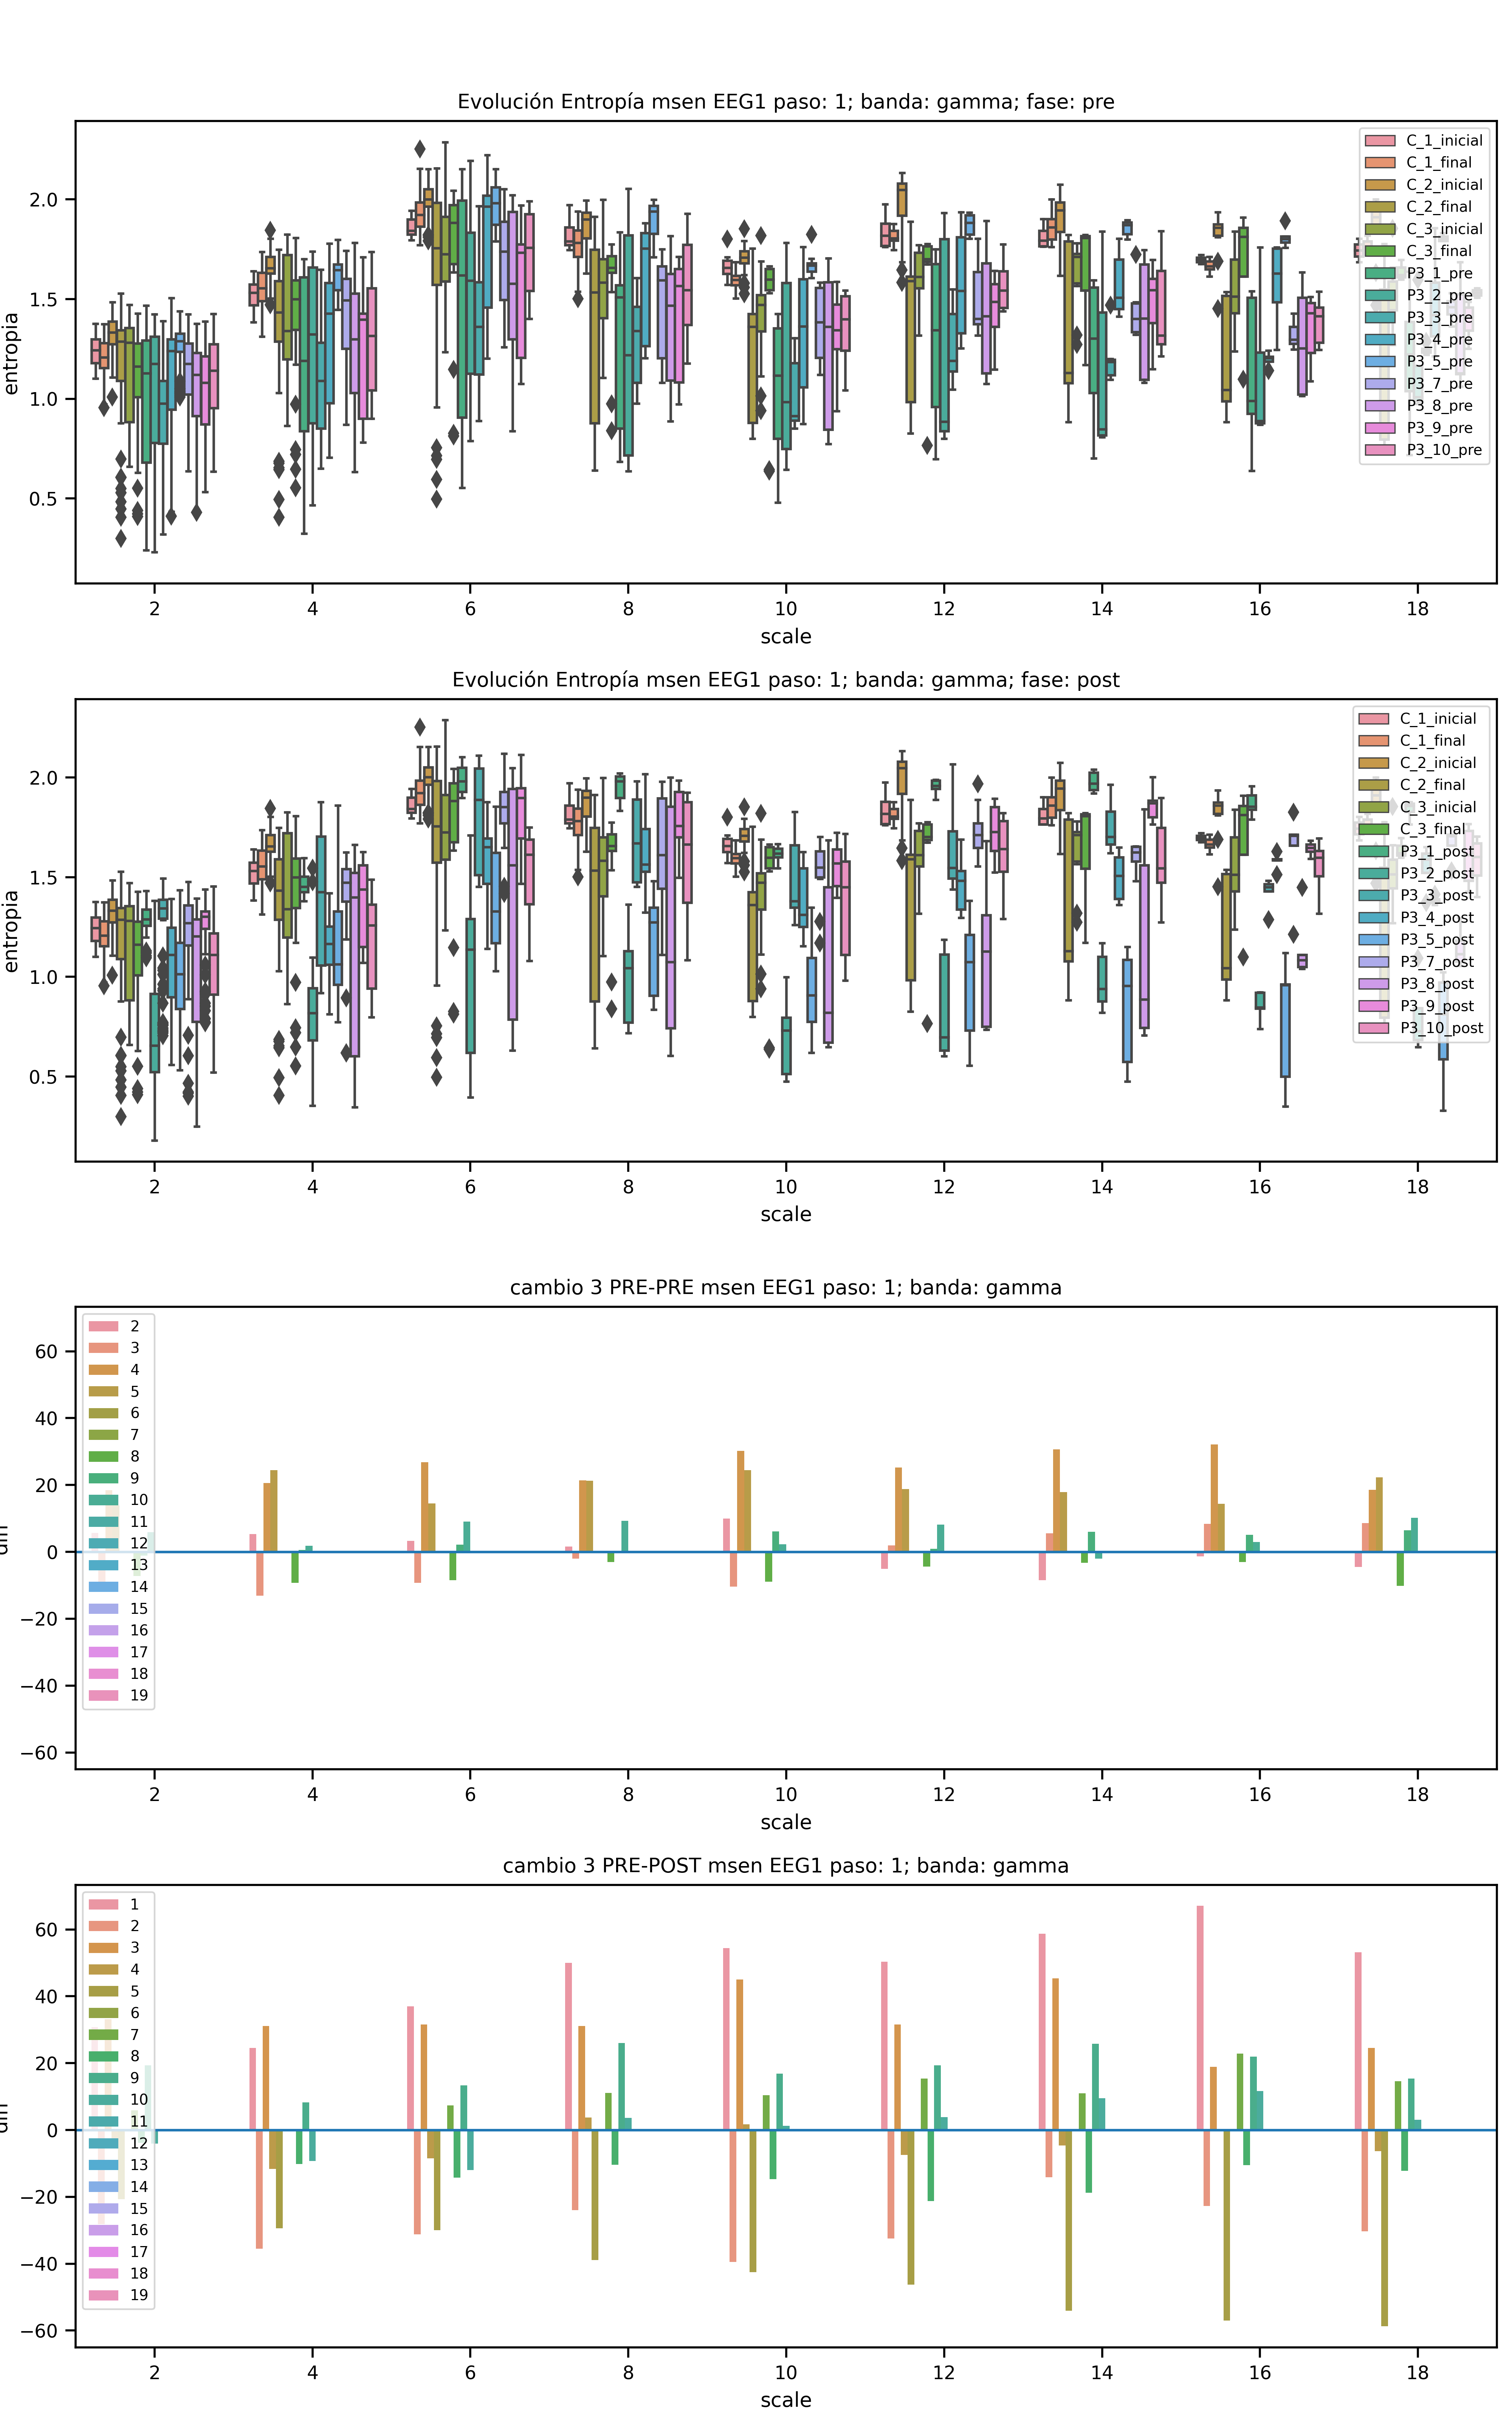 Evolución Entropía msen EEG1 paso: 1; banda: gamma; fase: pre
entropia
2.0
1.5
1.0
0.5
C_1_inicial
C_1_final
C_2_inicial
C_2_final
C_3_inicial
C_3_final
P3_1_pre
P3_2_pre
P3_3_pre
P3_4_pre
P3_5_pre
P3_7_pre
P3_8_pre
P3_9_pre
P3_10_pre
2 4 6 8 10 12 14 16 18
scale
Evolución Entropía msen EEG1 paso: 1; banda: gamma; fase: post
entropia
2.0
1.5
1.0
0.5
C_1_inicial
C_1_final
C_2_inicial
C_2_final
C_3_inicial
C_3_final
P3_1_post
P3_2_post
P3_3_post
P3_4_post
P3_5_post
P3_7_post
P3_8_post
P3_9_post
P3_10_post
2 4 6 8 10 12 14 16 18
scale
cambio 3 PRE-PRE msen EEG1 paso: 1; banda: gamma
60
40
20
0
−20
−40
−60
2
3
4
5
6
7
8
9
10
11
12
13
14
15
16
17
18
19
2 4 6 8 10 12 14 16 18
scale
cambio 3 PRE-POST msen EEG1 paso: 1; banda: gamma
60
40
20
0
−20
−40
−60
1
2
3
4
5
6
7
8
9
10
11
12
13
14
15
16
17
18
19
2 4 6 8 10 12 14 16 18
scale